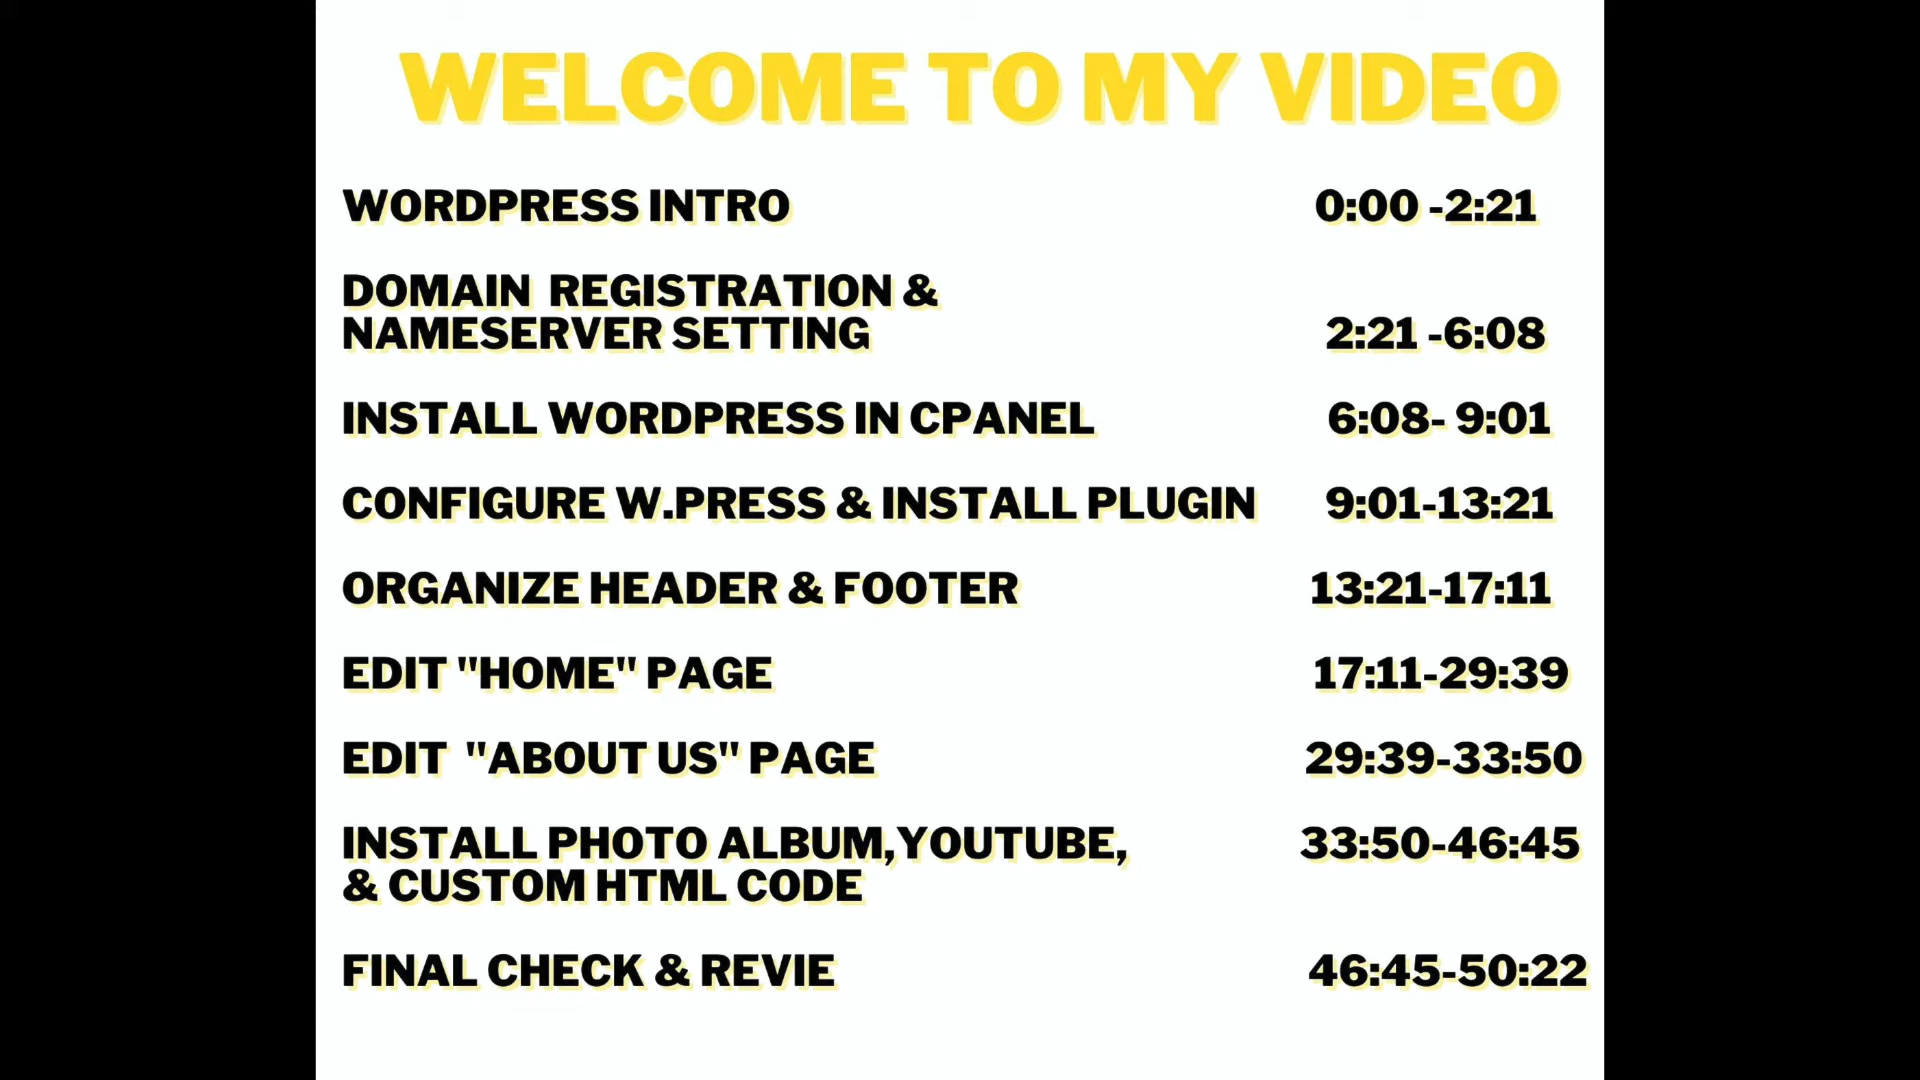 WELCOME TO MY VIDEO
WORDPRESS INTRO 0:00 -2:21
DOMAIN REGISTRATION &
NAMESERVER SETTING 2:21 -6:08
INSTALL WORDPRESS IN CPANEL 6:08- 9:01
CONFIGURE W.PRESS & INSTALL PLUGIN 9:01-13:21
ORGANIZE HEADER & FOOTER 13:21-17:11
EDIT "HOME" PAGE 17:11-29:39
EDIT "ABOUT US" PAGE 29:39-33:50
INSTALL PHOTO ALBUM,YOUTUBE, 33:50-46:45
& CUSTOM HTML CODE
FINAL CHECK & REVIE 46:45-50:22